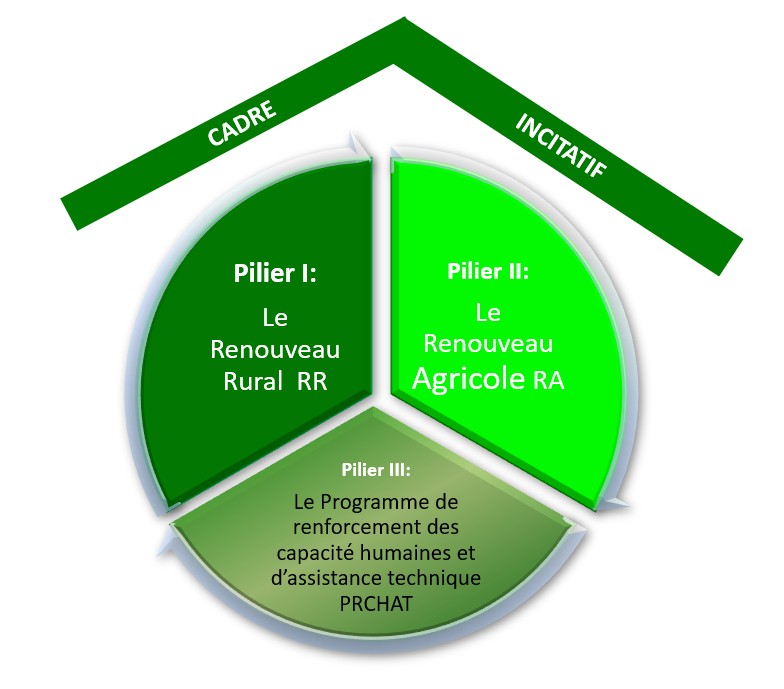 CADRE
INCITATIF
Pilier I:
Le
Renouveau
Rural RR
Pilier II:
Le
Renouveau
Agricole RA
Pilier III:
Le Programme de
renforcement des
capacité humaines et
d'assistance technique
PRCHAT